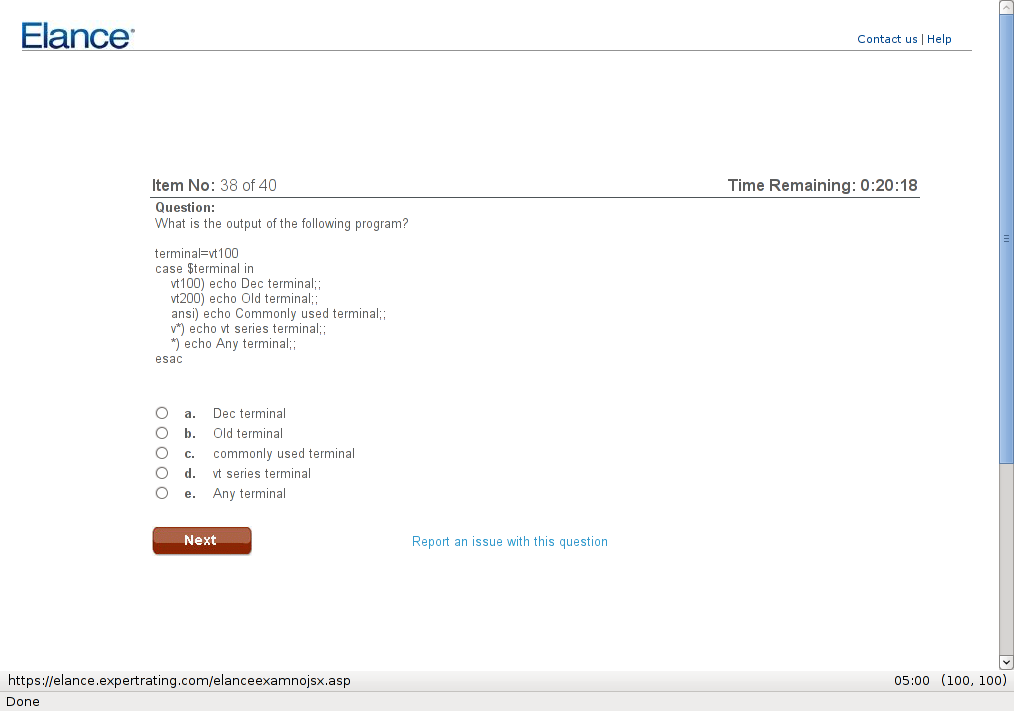 Elance
Contact us | Help
Item No: 38 of 40
Time Remaining: 0:20:18
Question:
What is the output of the following program?
terminal=vt100
case $terminal in
vt100) echo Dec terminal;;
vt200) echo Old terminal;;
ansi) echo Commonly used terminal;;
v*) echo vt series terminal;;
*) echo Any terminal;;
esac
a. Dec terminal
b. Old terminal
c. commonly used terminal
d. vt series terminal
e. Any terminal
Next
Report an issue with this question
https://elance.expertrating.com/elanceexamnojsx.asp
05:00 (100, 100)
Done